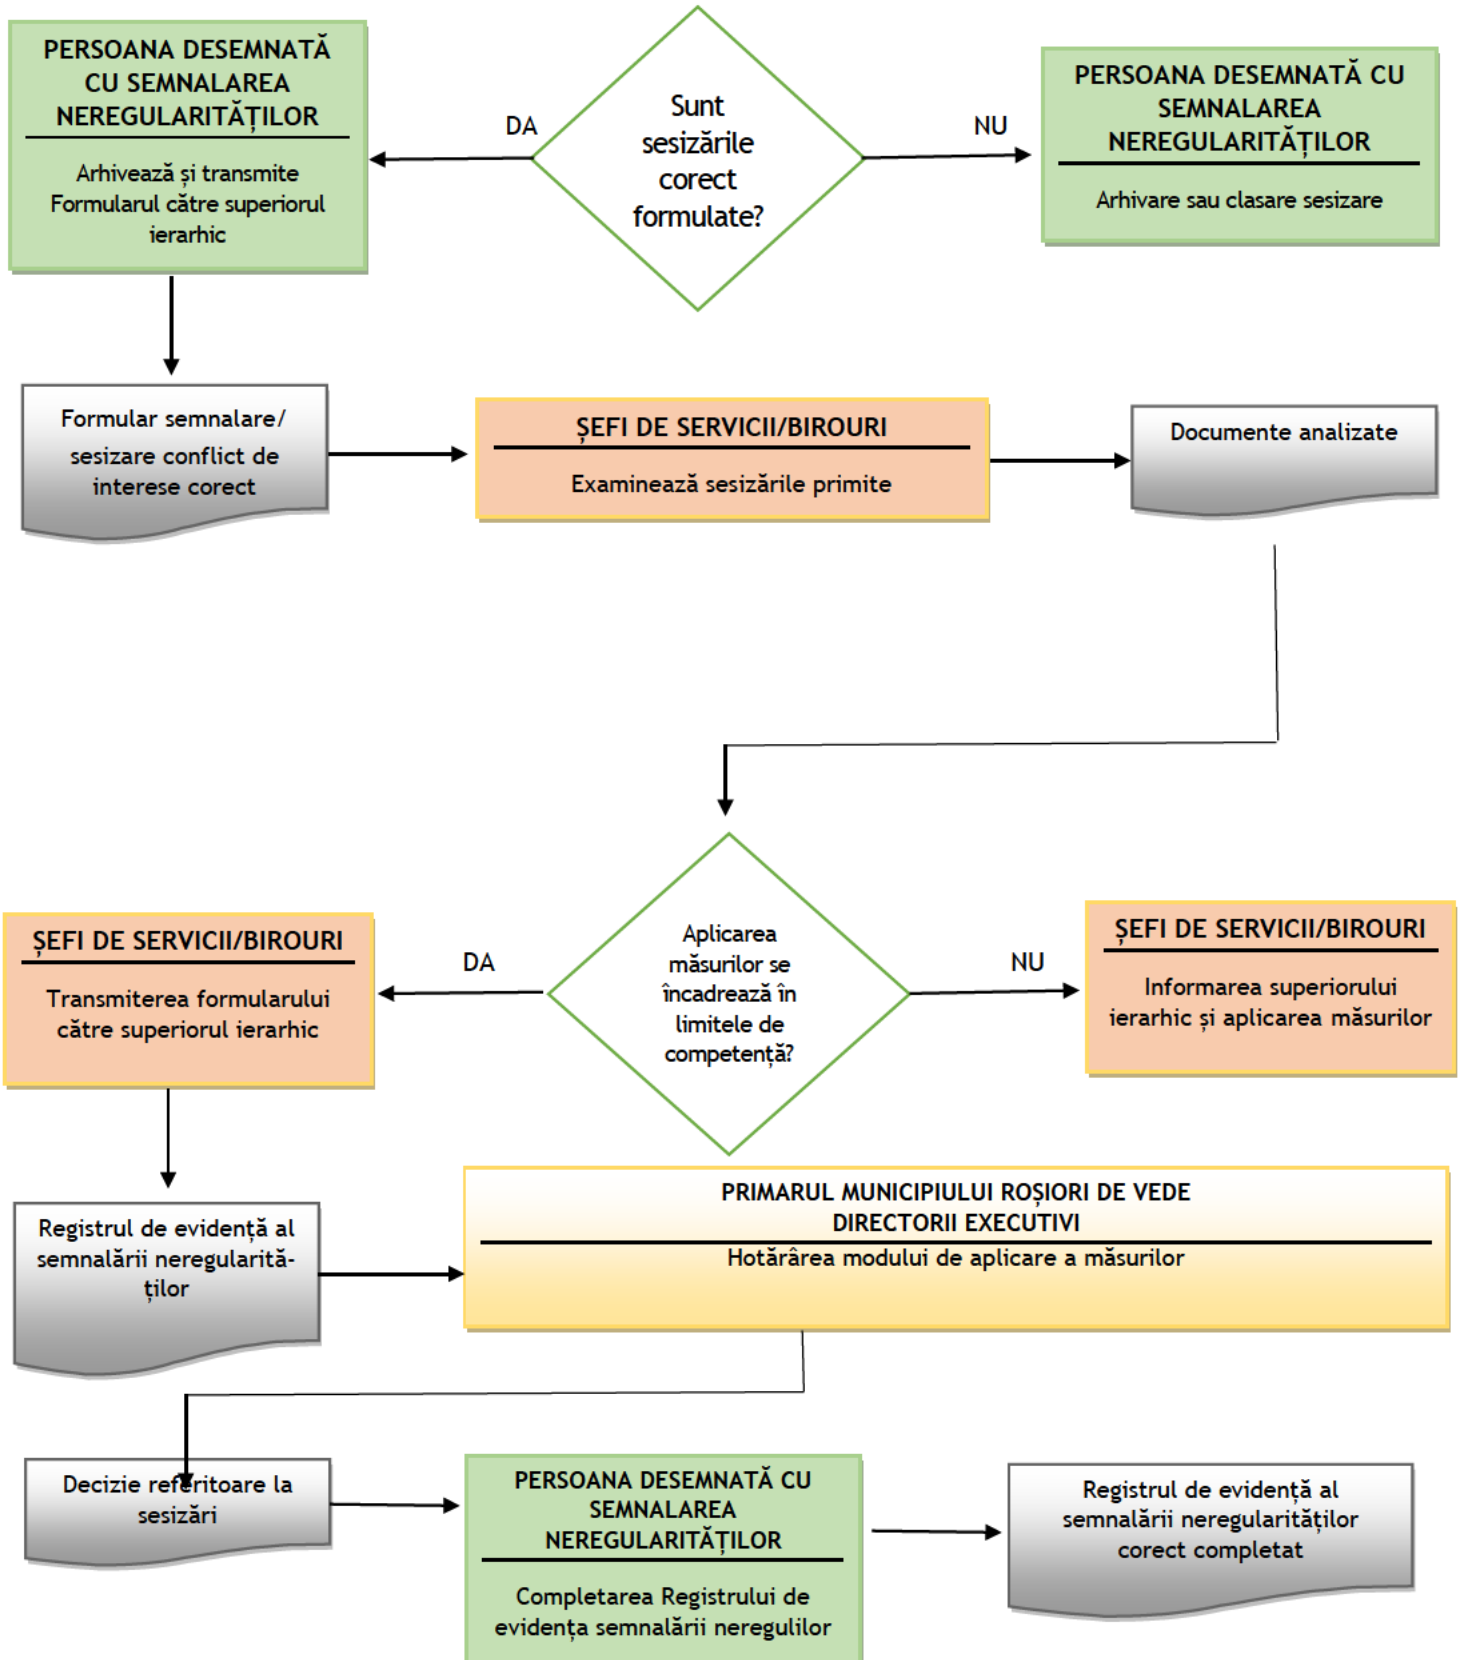 PERSOANA DESEMNATĂ
CU SEMNALAREA
NEREGULARITĂȚILOR
Arhivează și transmite
Formularul către superiorul
ierarhic
DA
Sunt
sesizările
corect
formulate?
NU
PERSOANA DESEMNATĂ CU
SEMNALAREA
NEREGULARITĂȚILOR
Arhivare sau clasare sesizare
Formular semnalare/
sesizare conflict de
interese corect
ȘEFI DE SERVICII/BIROURI
Examinează sesizările primite
Documente analizate
ȘEFI DE SERVICII/BIROURI
Transmiterea formularului
către superiorul ierarhic
DA
Aplicarea
măsurilor se
încadrează în
limitele de
competență?
NU
ȘEFI DE SERVICII/BIROURI
Informarea superiorului
ierarhic și aplicarea măsurilor
Registrul de evidență al
semnalării neregularită-
ților
PRIMARUL MUNICIPIULUI ROȘIORI DE VEDE
DIRECTORII EXECUTIVI
Hotărârea modului de aplicare a măsurilor
Decizie referitoare la
sesizări
PERSOANA DESEMNATĂ CU
SEMNALAREA
NEREGULARITĂȚILOR
Completarea Registrului de
evidența semnalării neregulilor
Registrul de evidență al
semnalării neregularităților
corect completat